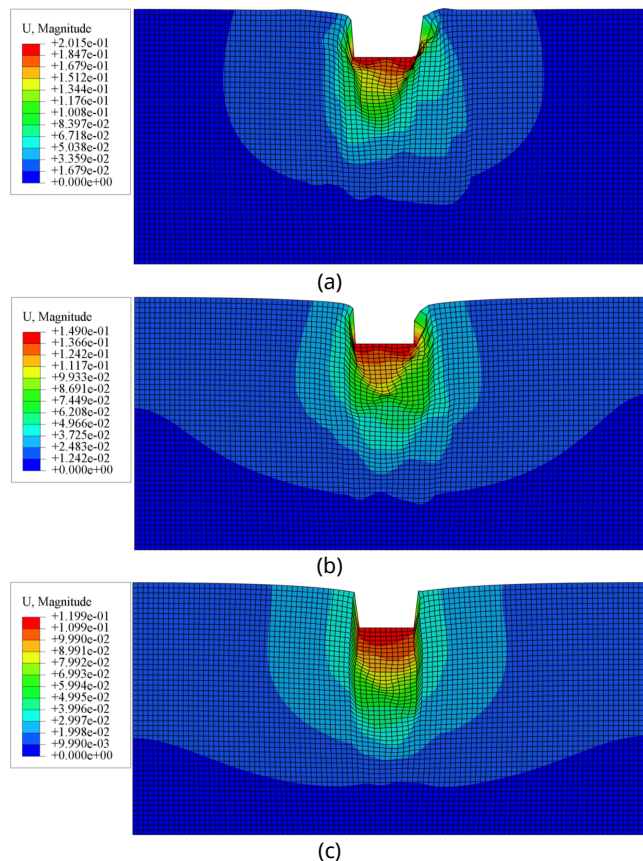 U, Magnitude
+2.015e-01
+1.847e-01
+1.679e-01
+1.512e-01
+1.344e-01
+1.176e-01
+1.008e-01
+8.397e-02
+6.718e-02
+5.038e-02
+3.359e-02
+1.679e-02
+0.000e+00
(a)
U, Magnitude
+1.490e-01
+1.366e-01
+1.242e-01
+1.117e-01
+9.933e-02
+8.691e-02
+7.449e-02
+6.208e-02
+4.966e-02
+3.725e-02
+2.483e-02
+1.242e-02
+0.000e+00
(b)
U, Magnitude
+1.199e-01
+1.099e-01
+9.990e-02
+8.991e-02
+7.992e-02
+6.993e-02
+5.994e-02
+4.995e-02
+3.996e-02
+2.997e-02
+1.998e-02
+9.990e-03
+0.000e+00
(c)